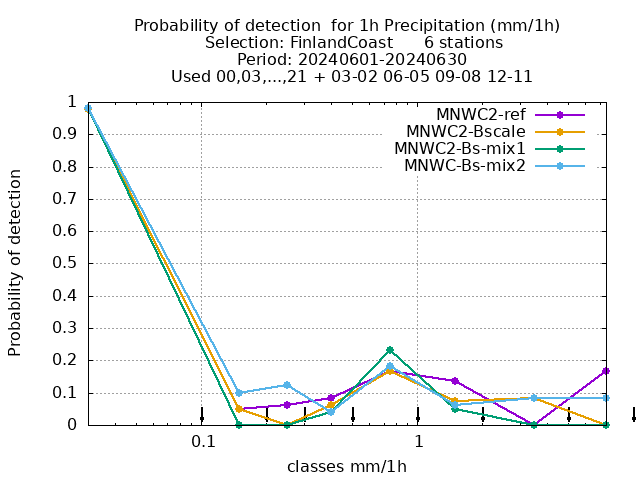 Probability of detection  for 1h Precipitation (mm/1h)
Selection: FinlandCoast      6 stations
Period: 20240601-20240630
Used 00,03,...,21 + 03-02 06-05 09-08 12-11
MNWC2-ref
MNWC2-Bscale
MNWC2-Bs-mix1
MNWC-Bs-mix2
1
0.9
0.8
0.7
0.6
0.5
0.4
0.3
0.2
0.1
0
Probability of detection
0.1 1
classes mm/1h